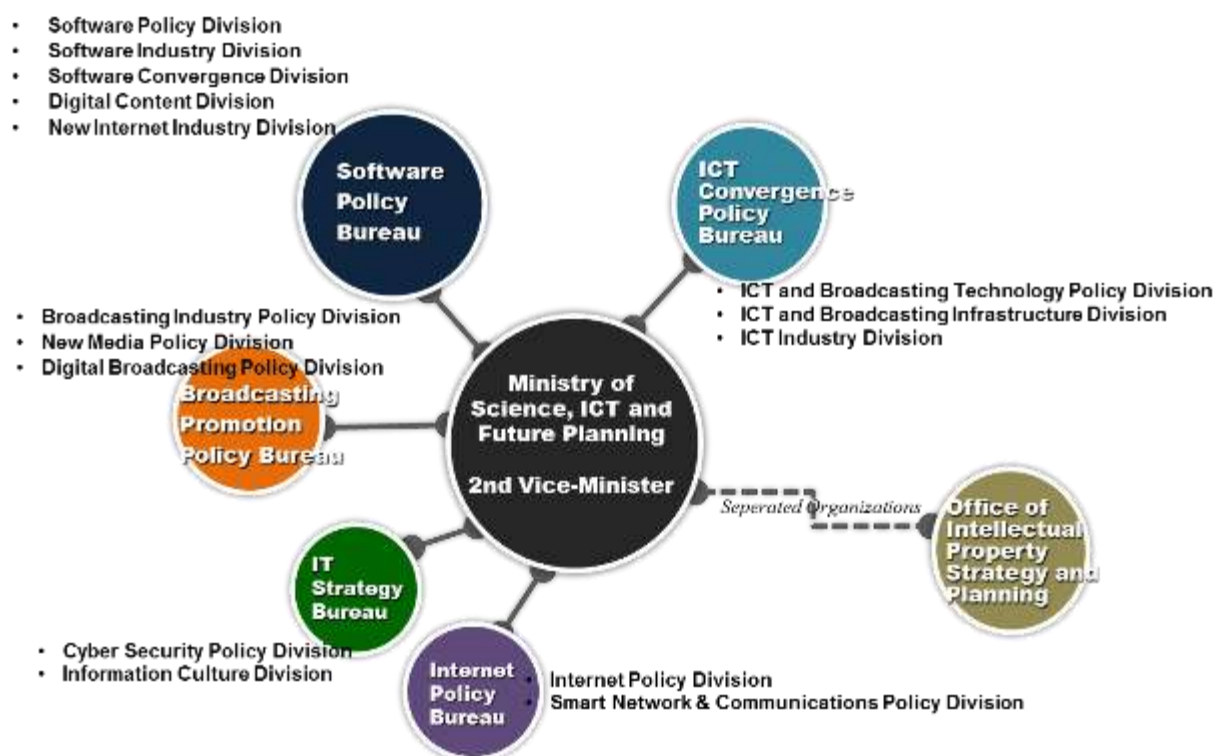 • Software Policy Division
• Software Industry Division
• Software Convergence Division
• Digital Content Division
• New Internet Industry Division
Software
Policy
Bureau
ICT
Convergence
Policy
Bureau
• ICT and Broadcasting Technology Policy Division
• ICT and Broadcasting Infrastructure Division
• ICT Industry Division
• Broadcasting Industry Policy Division
• New Media Policy Division
• Digital Broadcasting Policy Division
Broadcasting
Promotion
Policy Bureau
Ministry of
Science, ICT and
Future Planning
2nd Vice-Minister
Seperated Organizations
Office of
Intellectual
Property
Strategy and
Planning
IT
Strategy
Bureau
• Cyber Security Policy Division
• Information Culture Division
Internet
Policy
Bureau
• Internet Policy Division
• Smart Network & Communications Policy Division